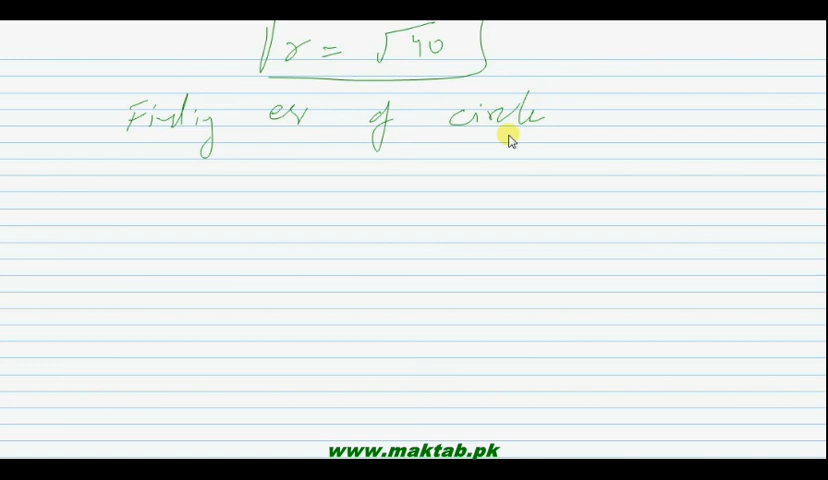 r = √40
Finding eq of circle
www.maktab.pk